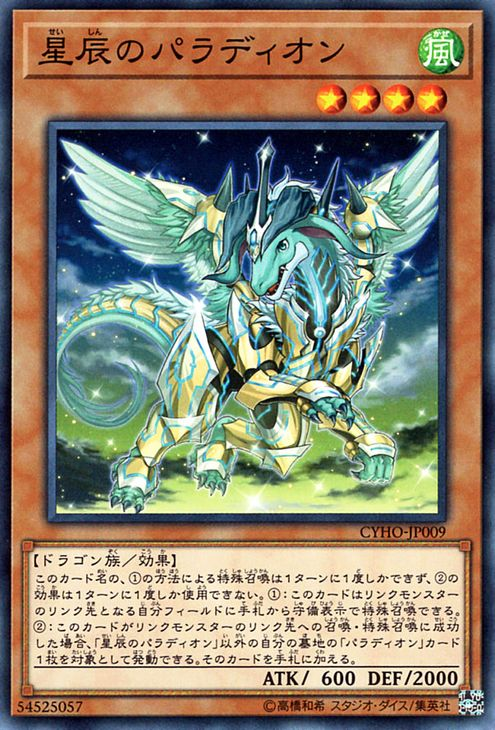 星辰のパラディオン
風
CYHO-JP009
【ドラゴン族/効果】
このカード名の、①の方法による特殊召喚は1ターンに1度しかできず、②の
効果は1ターンに1度しか使用できない。①:このカードはリンクモンスター
のリンク先となる自分フィールドに手札から守備表示で特殊召喚できる。
②:このカードがリンクモンスターのリンク先への召喚・特殊召喚に成功
した場合、「星辰のパラディオン」以外の自分の墓地の「パラディオン」カード
1枚を対象として発動できる。そのカードを手札に加える。
ATK/ 600 DEF/2000
54525057
©高橋和希 スタジオ・ダイス/集英社